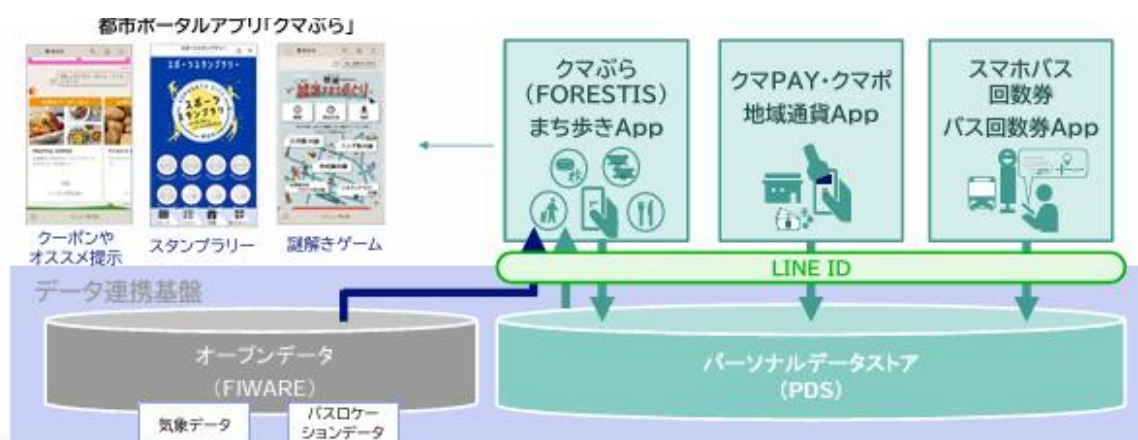 都市ポータルアプリ「クマぷら」
スポーツスタンプラリー
スポーツ
スタンプラリー
クーポンや
オススメ提示
スタンプラリー
謎解きゲーム
クマぷら
（FORESTIS）
まち歩きApp
クマPAY・クマポ
地域通貨App
スマホバス
回数券
バス回数券App
LINE ID
データ連携基盤
オープンデータ
（FIWARE）
パーソナルデータストア
（PDS）
気象データ
バスロケー
ションデータ